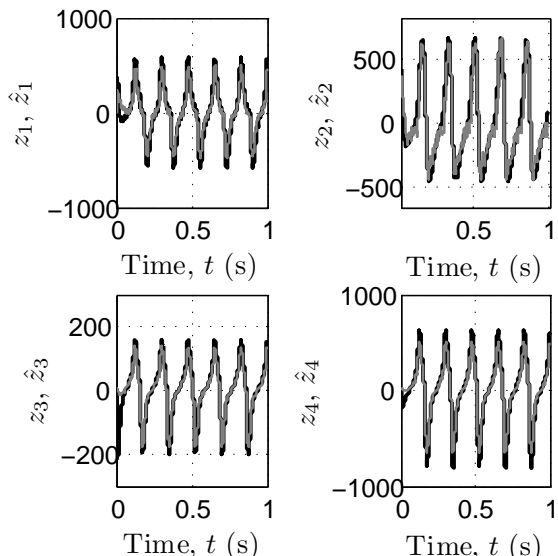 1000
0
−1000
z₁, ẑ₁
0 0.5 1
Time, t (s)
500
0
−500
z₂, ẑ₂
0 0.5 1
Time, t (s)
200
0
−200
z₃, ẑ₃
0 0.5 1
Time, t (s)
1000
0
−1000
z₄, ẑ₄
0 0.5 1
Time, t (s)